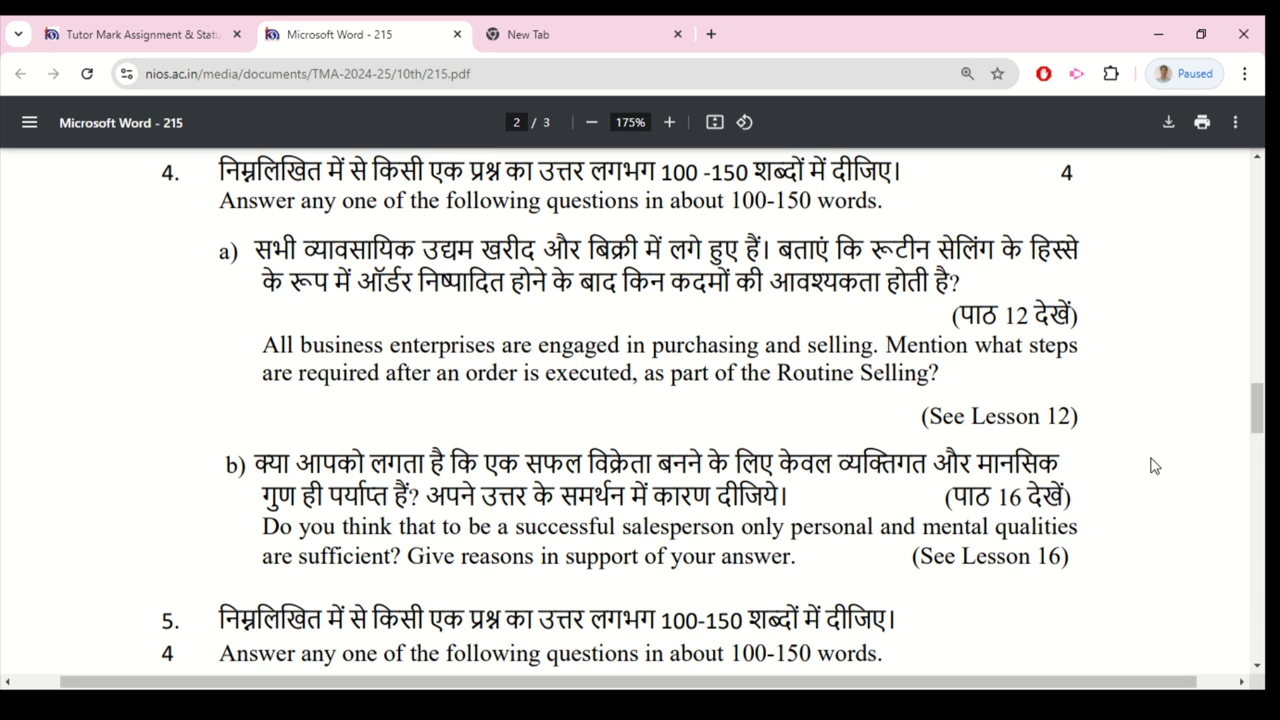 Tutor Mark Assignment & Statu
Microsoft Word - 215
New Tab
nios.ac.in/media/documents/TMA-2024-25/10th/215.pdf
Paused
Microsoft Word - 215
2 / 3
175%
4. निम्नलिखित में से किसी एक प्रश्न का उत्तर लगभग 100 -150 शब्दों में दीजिए। 4
Answer any one of the following questions in about 100-150 words.
a) सभी व्यावसायिक उद्यम खरीद और बिक्री में लगे हुए हैं। बताएं कि रूटीन सेलिंग के हिस्से
के रूप में ऑर्डर निष्पादित होने के बाद किन कदमों की आवश्यकता होती है?
(पाठ 12 देखें)
All business enterprises are engaged in purchasing and selling. Mention what steps
are required after an order is executed, as part of the Routine Selling?
(See Lesson 12)
b) क्या आपको लगता है कि एक सफल विक्रेता बनने के लिए केवल व्यक्तिगत और मानसिक
गुण ही पर्याप्त हैं? अपने उत्तर के समर्थन में कारण दीजिये। (पाठ 16 देखें)
Do you think that to be a successful salesperson only personal and mental qualities
are sufficient? Give reasons in support of your answer. (See Lesson 16)
5. निम्नलिखित में से किसी एक प्रश्न का उत्तर लगभग 100-150 शब्दों में दीजिए।
4 Answer any one of the following questions in about 100-150 words.